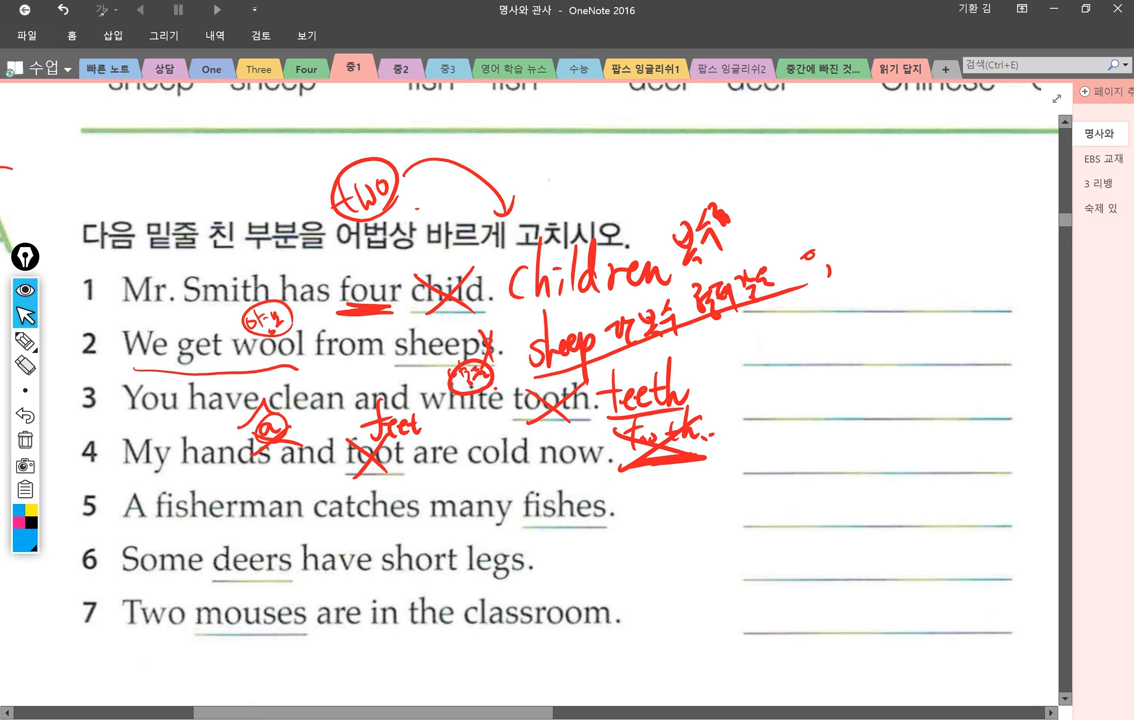 명사와 관사 - OneNote 2016
기환 김
파일 홈 삽입 그리기 내역 검토 보기
수업 빠른 노트 상담 One Three Four 중1 중2 중3 영어 학습 뉴스 수능 팝스 잉글리쉬1 팝스 잉글리쉬2 중간에 빠진 것... 읽기 답지 + 검색(Ctrl+E)
페이지 추
명사와
EBS 교재
3 리뱅
숙제 있
sheep sheep fish fish deer deer Chinese
two
다음 밑줄 친 부분을 어법상 바르게 고치시오.
1 Mr. Smith has four child. children 복수
2 We get wool from sheeps. sheep
3 You have clean and white tooth. teeth
a feet tooth
4 My hands and foot are cold now.
5 A fisherman catches many fishes.
6 Some deers have short legs.
7 Two mouses are in the classroom.